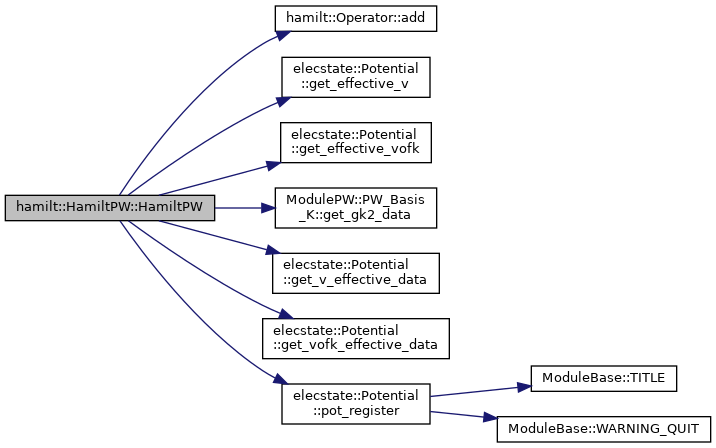 hamilt::Operator::add
elecstate::Potential
::get_effective_v
elecstate::Potential
::get_effective_vofk
hamilt::HamiltPW::HamiltPW
ModulePW::PW_Basis
_K::get_gk2_data
elecstate::Potential
::get_v_effective_data
elecstate::Potential
::get_vofk_effective_data
elecstate::Potential
::pot_register
ModuleBase::TITLE
ModuleBase::WARNING_QUIT